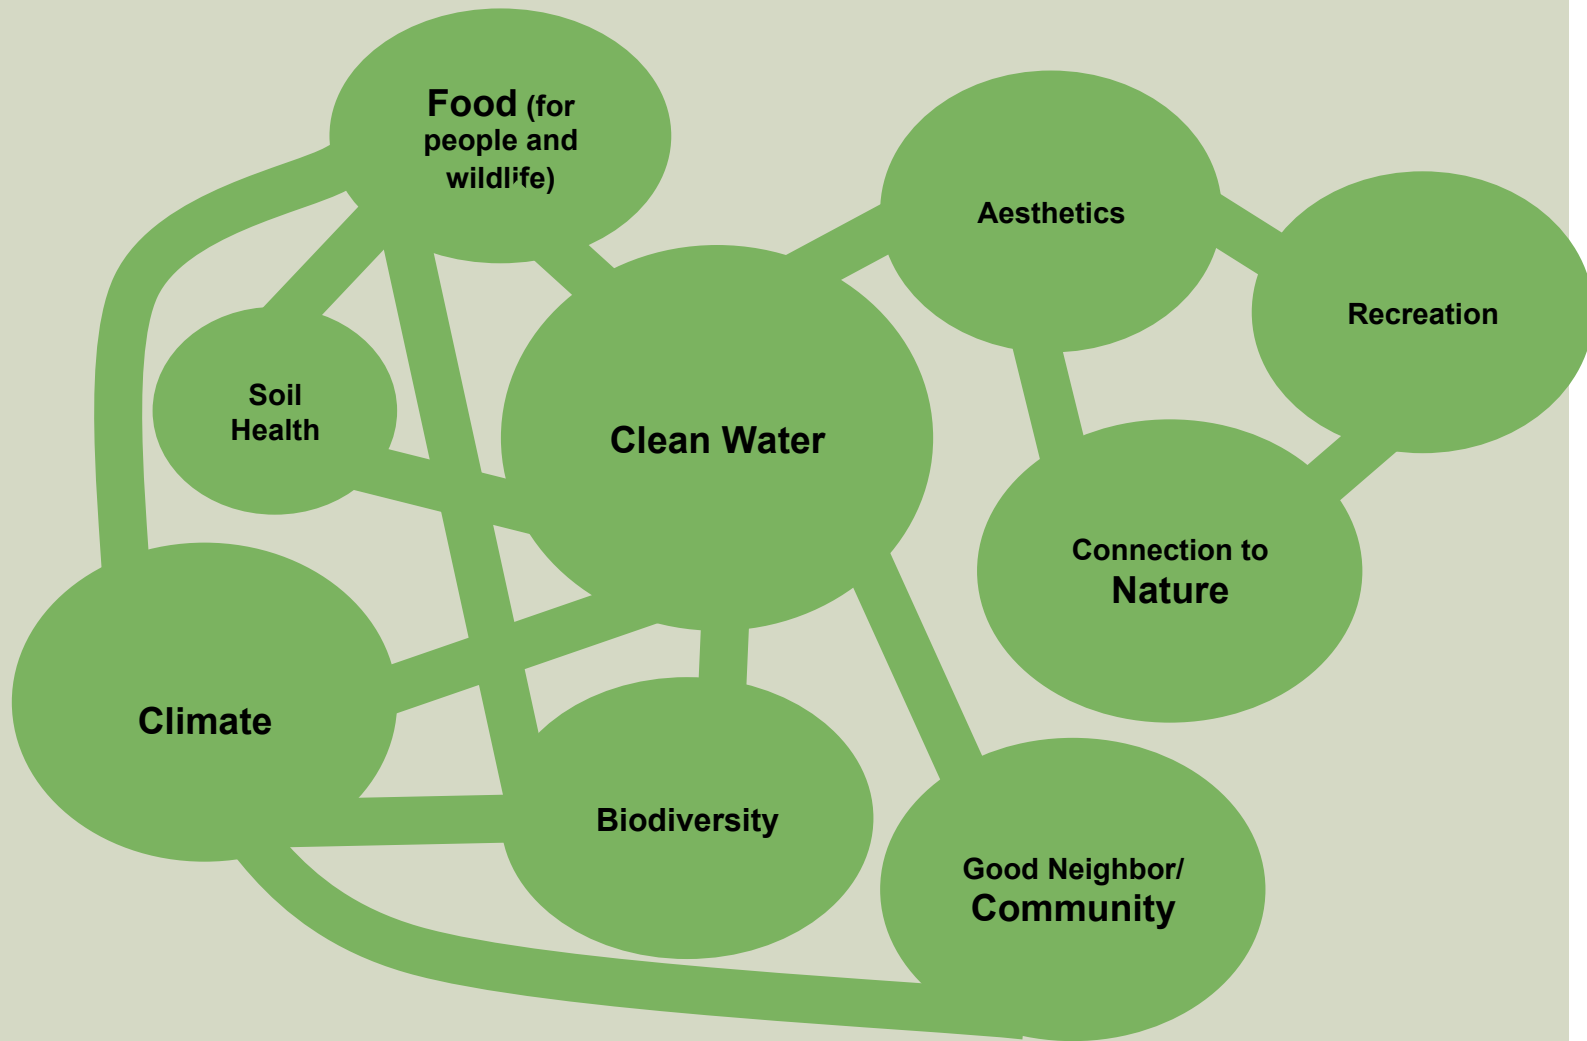 Food (for
people and
wildlife)
Aesthetics
Recreation
Soil
Health
Clean Water
Connection to
Nature
Climate
Biodiversity
Good Neighbor/
Community